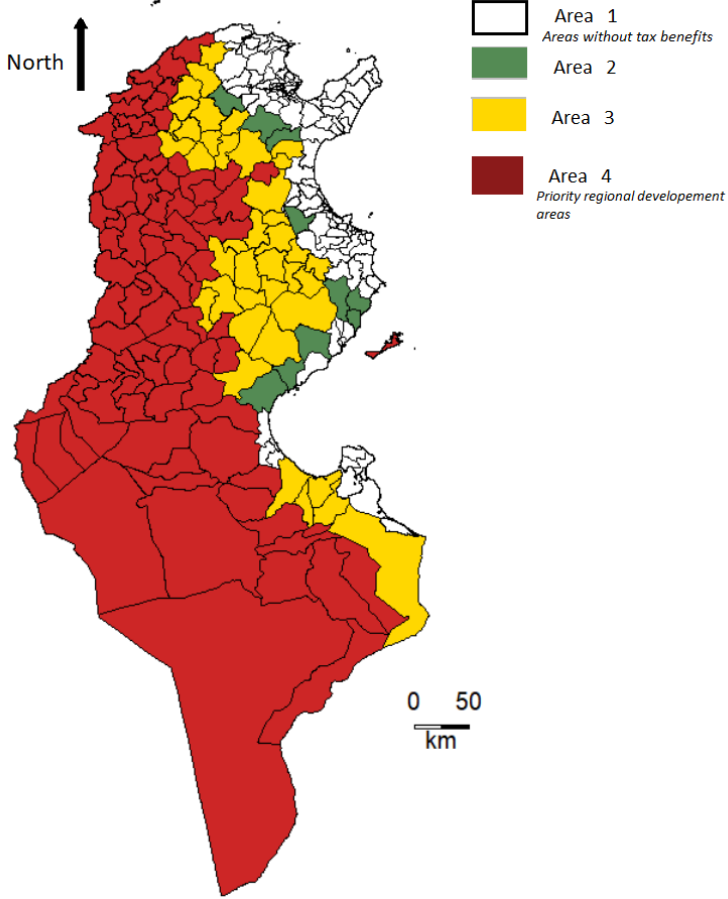 North
Area 1
Areas without tax benefits
Area 2
Area 3
Area 4
Priority regional developement
areas
0 50
km